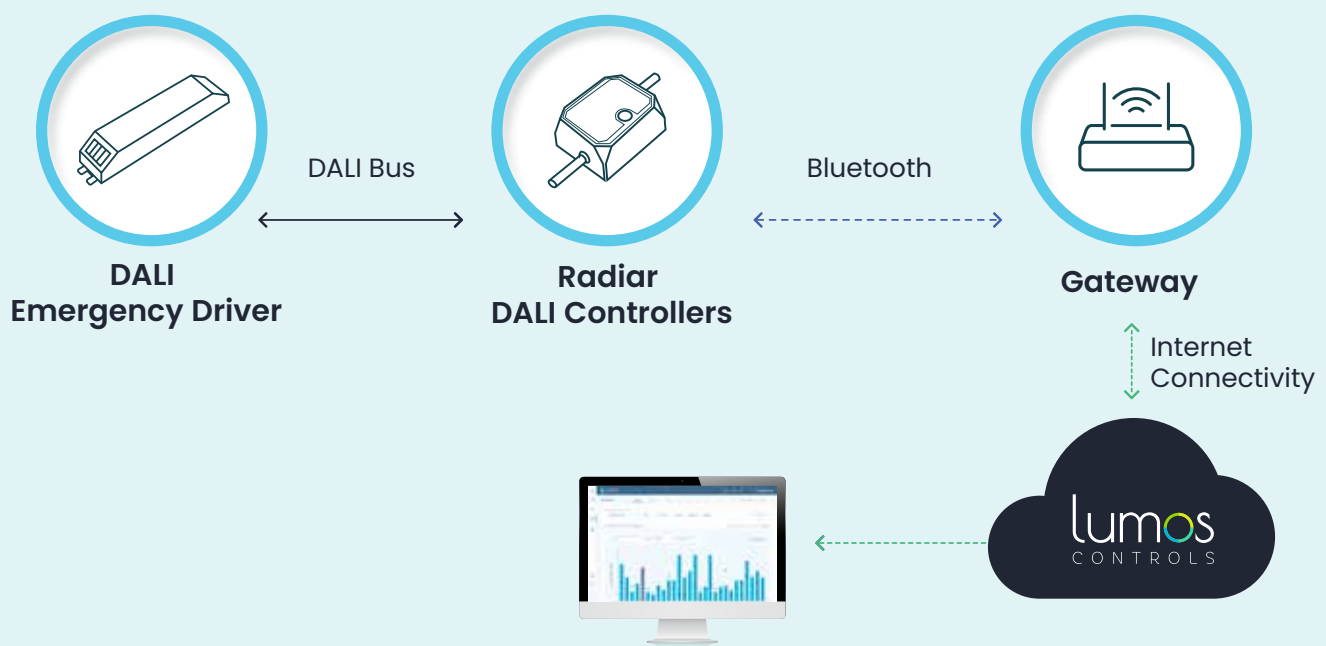 DALI Bus
Bluetooth
DALI
Emergency Driver
Radiar
DALI Controllers
Gateway
Internet
Connectivity
lumos
CONTROLS